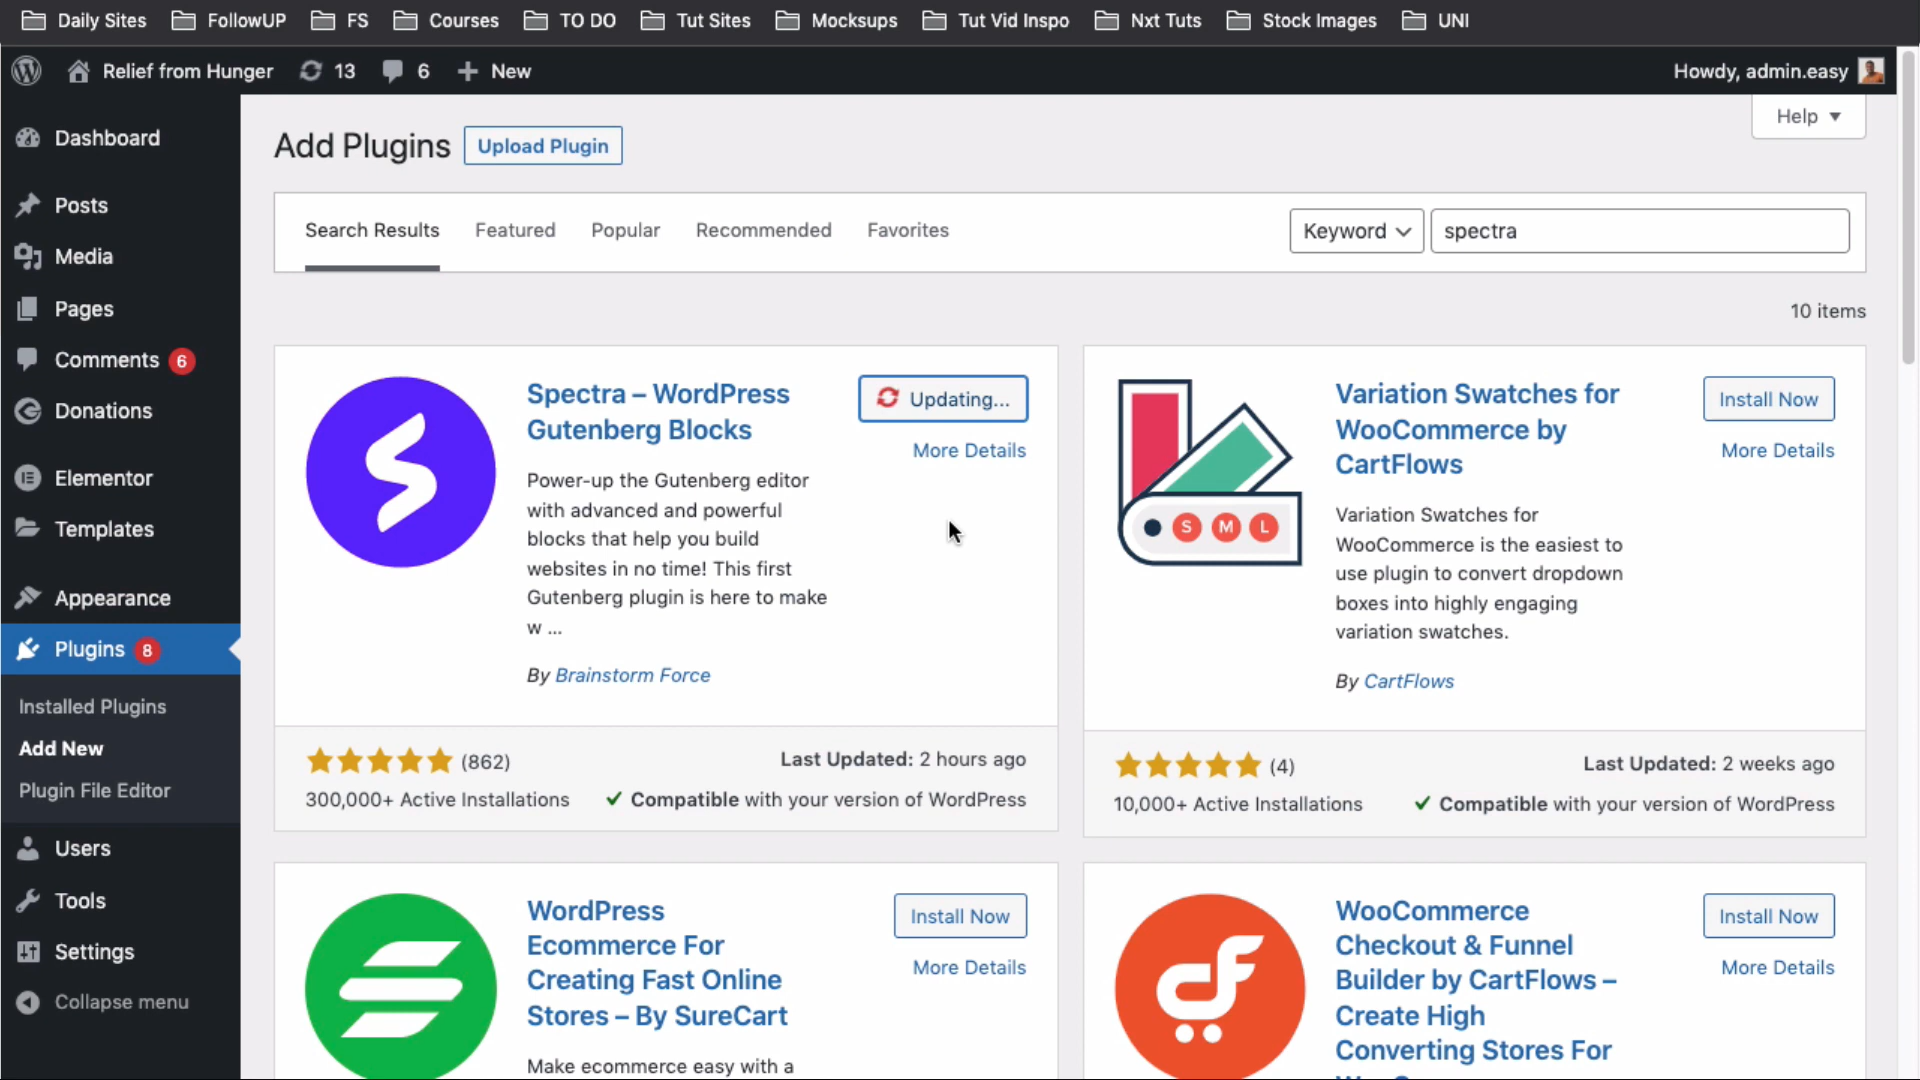 Daily Sites FollowUP FS Courses TO DO Tut Sites Mocksups Tut Vid Inspo Nxt Tuts Stock Images UNI
Relief from Hunger 13 6 New Howdy, admin.easy
Help
Dashboard
Posts
Media
Pages
Comments 6
Donations
Elementor
Templates
Appearance
Plugins 8
Installed Plugins
Add New
Plugin File Editor
Users
Tools
Settings
Collapse menu
Add Plugins Upload Plugin
Search Results Featured Popular Recommended Favorites Keyword spectra
10 items
Spectra – WordPress
Gutenberg Blocks
Updating...
More Details
Power-up the Gutenberg editor
with advanced and powerful
blocks that help you build
websites in no time! This first
Gutenberg plugin is here to make
w ...
By Brainstorm Force
(862)
Last Updated: 2 hours ago
300,000+ Active Installations
Compatible with your version of WordPress
S M L
Variation Swatches for
WooCommerce by
CartFlows
Install Now
More Details
Variation Swatches for
WooCommerce is the easiest to
use plugin to convert dropdown
boxes into highly engaging
variation swatches.
By CartFlows
(4)
Last Updated: 2 weeks ago
10,000+ Active Installations
Compatible with your version of WordPress
WordPress
Ecommerce For
Creating Fast Online
Stores – By SureCart
Install Now
More Details
Make ecommerce easy with a
WooCommerce
Checkout & Funnel
Builder by CartFlows –
Create High
Converting Stores For
Install Now
More Details